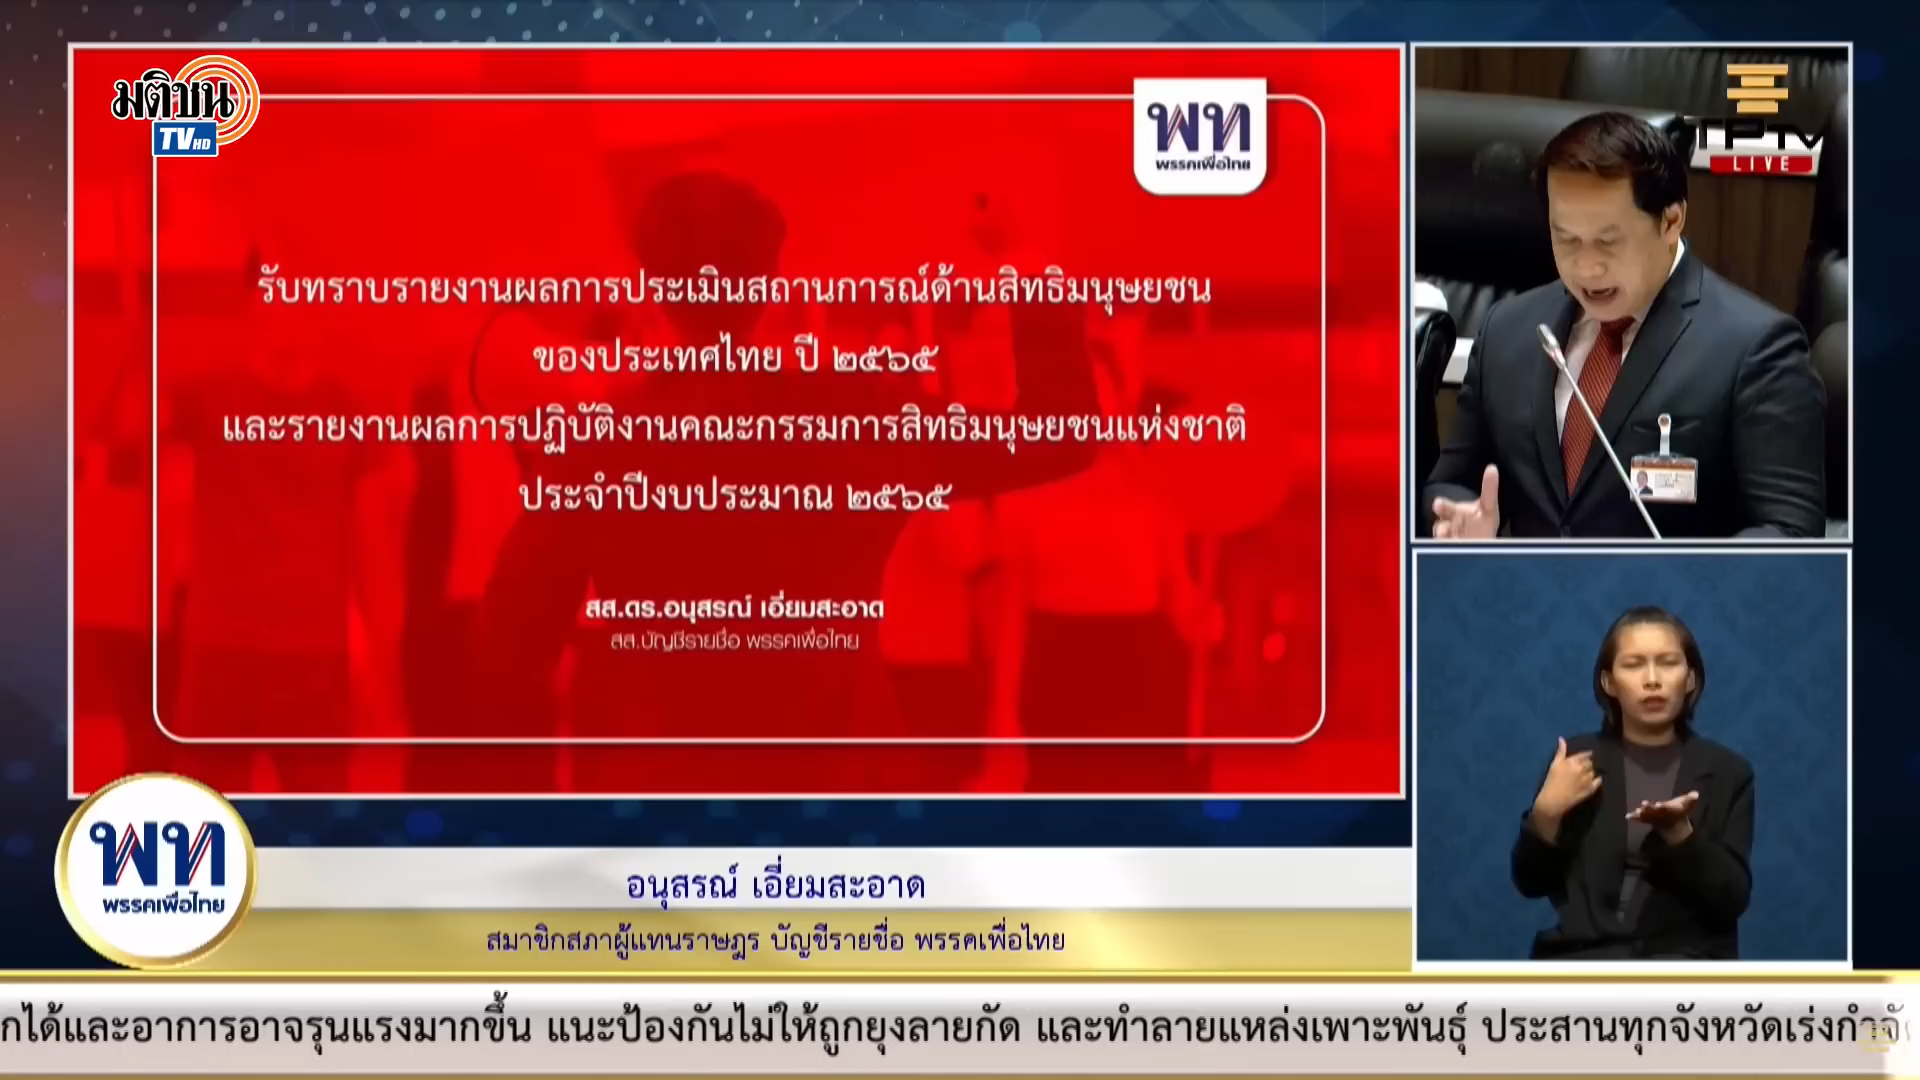 มติชน
TV HD
พท
พรรคเพื่อไทย
TPTV
LIVE
รับทราบรายงานผลการประเมินสถานการณ์ด้านสิทธิมนุษยชน
ของประเทศไทย ปี ๒๕๖๕
และรายงานผลการปฏิบัติงานคณะกรรมการสิทธิมนุษยชนแห่งชาติ
ประจำปีงบประมาณ ๒๕๖๕
สส.ดร.อนุสรณ์ เอี่ยมสะอาด
สส.บัญชีรายชื่อ พรรคเพื่อไทย
พท
พรรคเพื่อไทย
อนุสรณ์ เอี่ยมสะอาด
สมาชิกสภาผู้แทนราษฎร บัญชีรายชื่อ พรรคเพื่อไทย
กได้และอาการอาจรุนแรงมากขึ้น แนะป้องกันไม่ให้ถูกยุงลายกัด และทำลายแหล่งเพาะพันธุ์ ประสานทุกจังหวัดเร่งกำจั